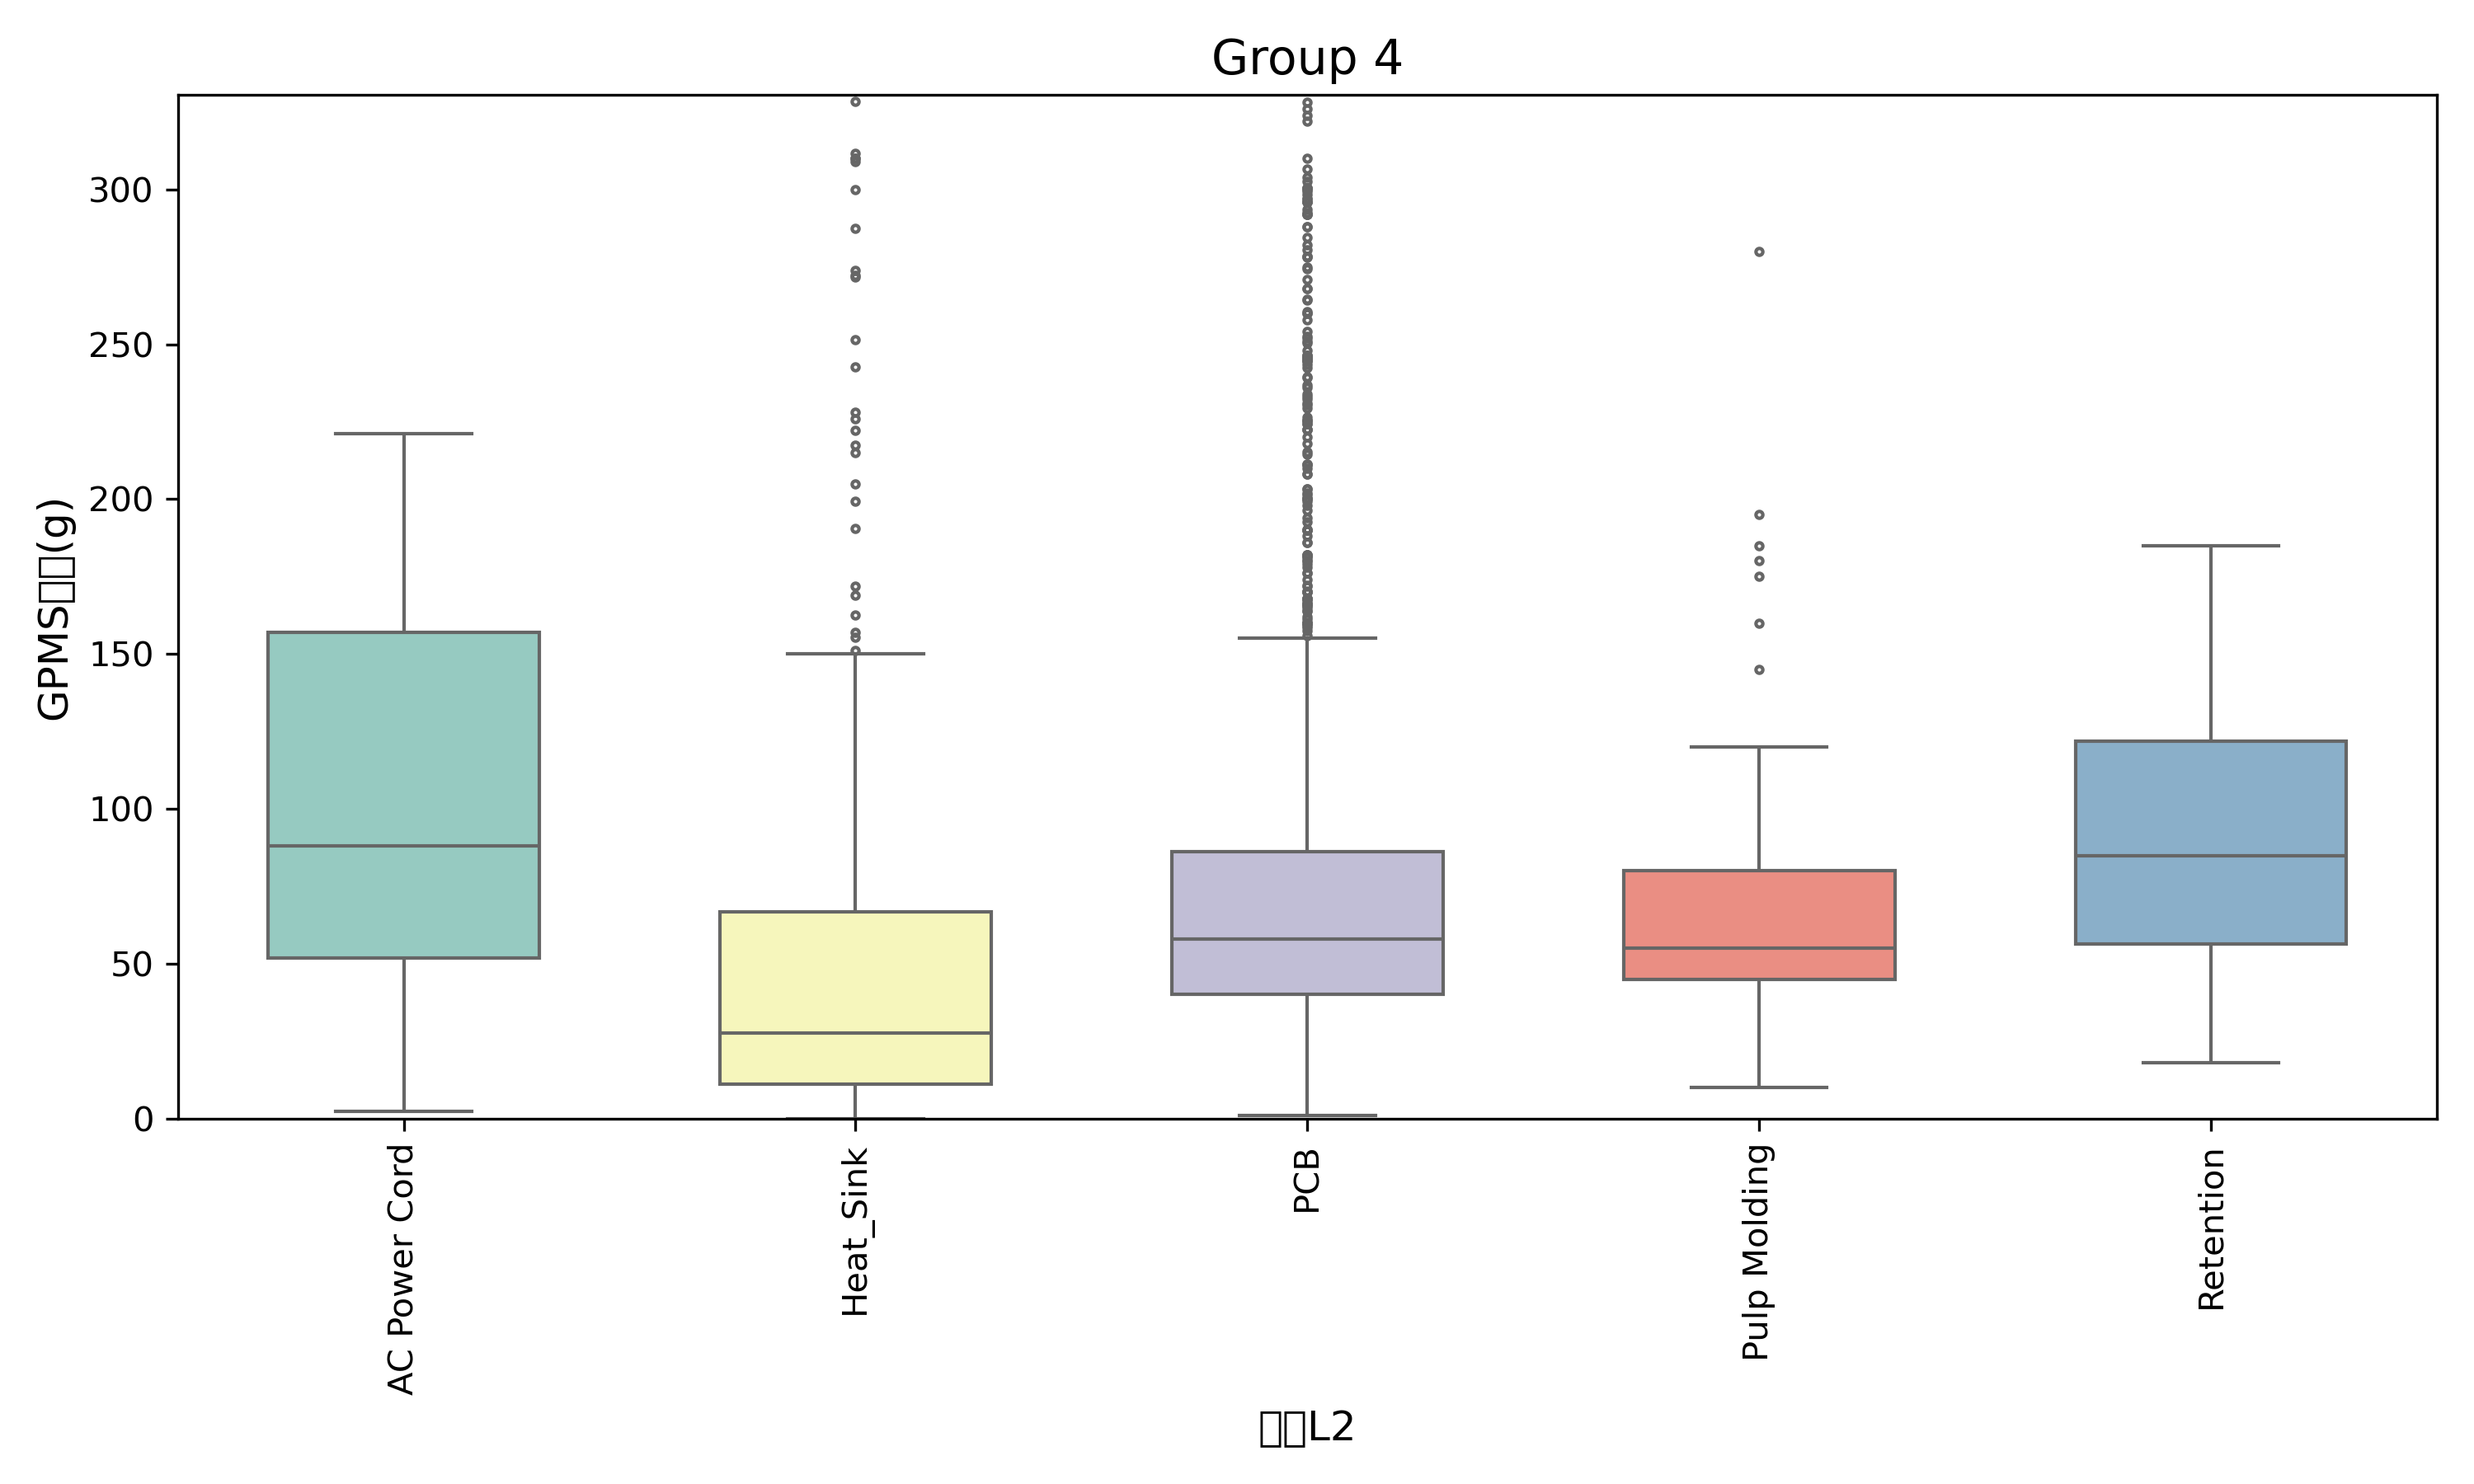 Group 4
GPMS(g)
300
250
200
150
100
50
0
AC Power Cord
Heat_Sink
PCB
Pulp Molding
Retention
L2